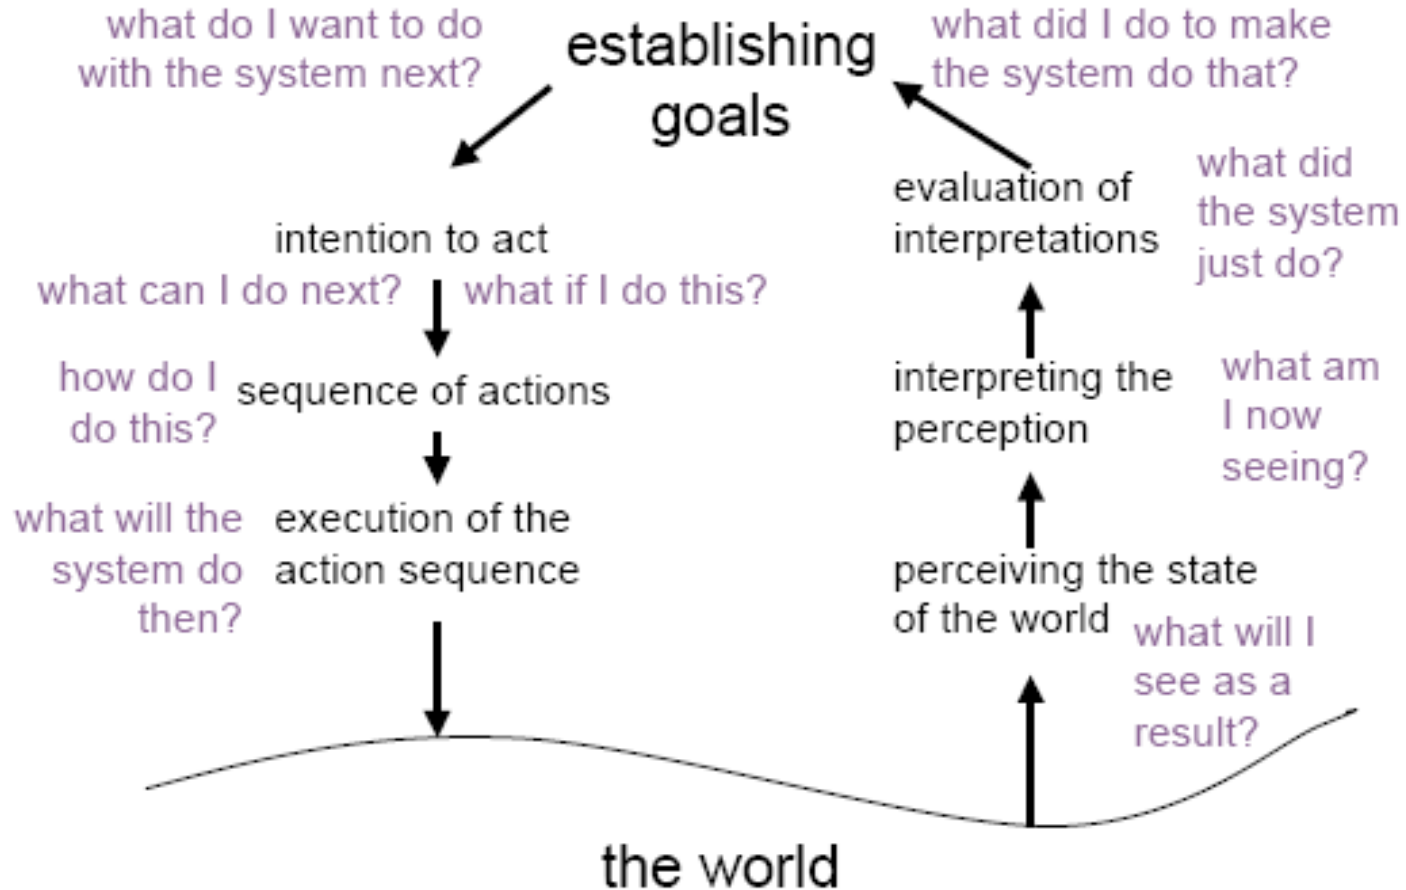 what do I want to do
with the system next?
establishing
goals
what did I do to make
the system do that?
intention to act
what can I do next?
what if I do this?
how do I
do this?
sequence of actions
what will the
system do
then?
execution of the
action sequence
evaluation of
interpretations
what did
the system
just do?
interpreting the
perception
what am
I now
seeing?
perceiving the state
of the world
what will I
see as a
result?
the world